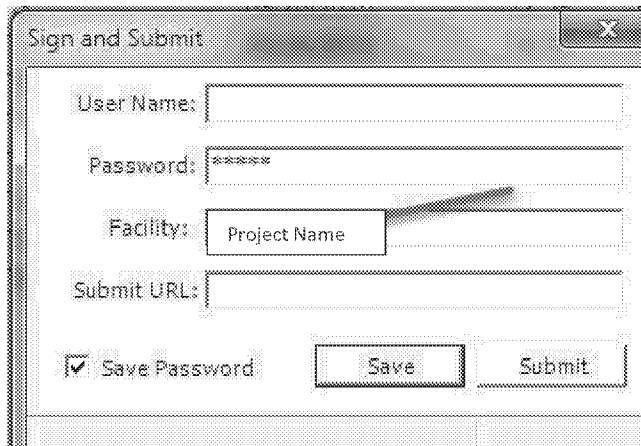 Sign and Submit
User Name:
Password: *****
Facility: Project Name
Submit URL:
Save Password Save Submit